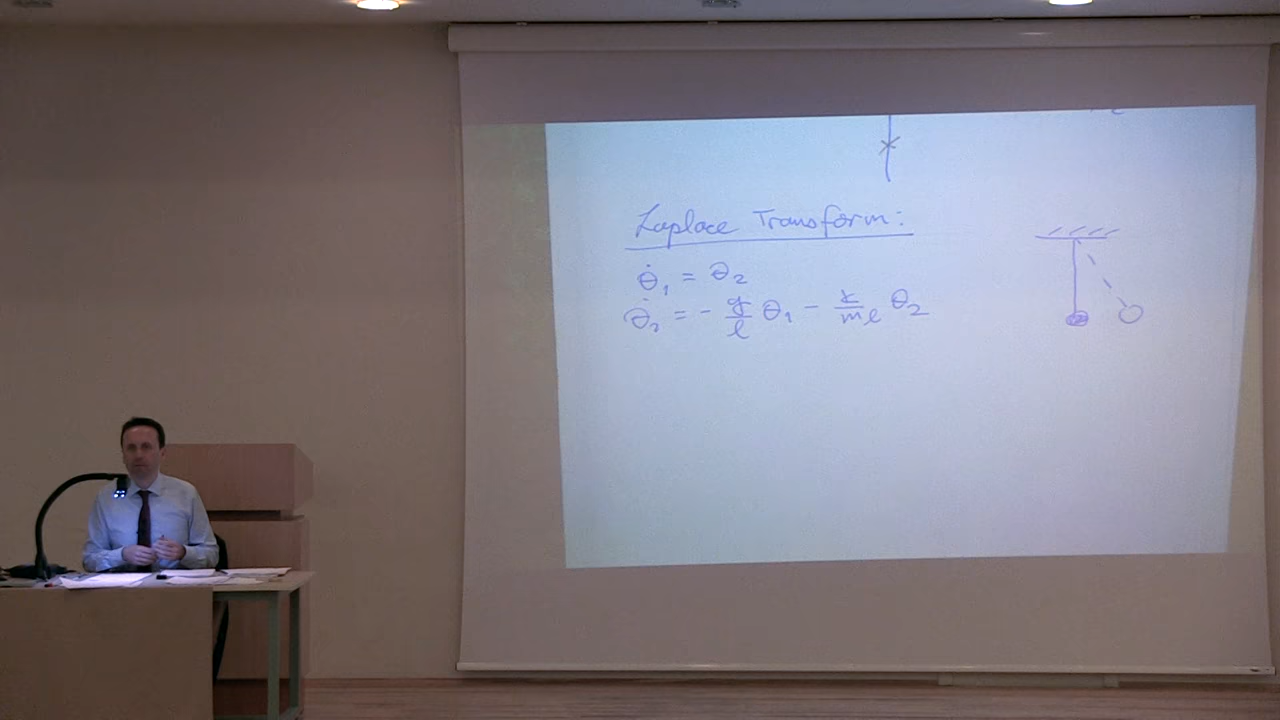 Laplace Transform:
θ̇₁ = θ₂
θ̇₂ = - g/l θ₁ - k/ml θ₂